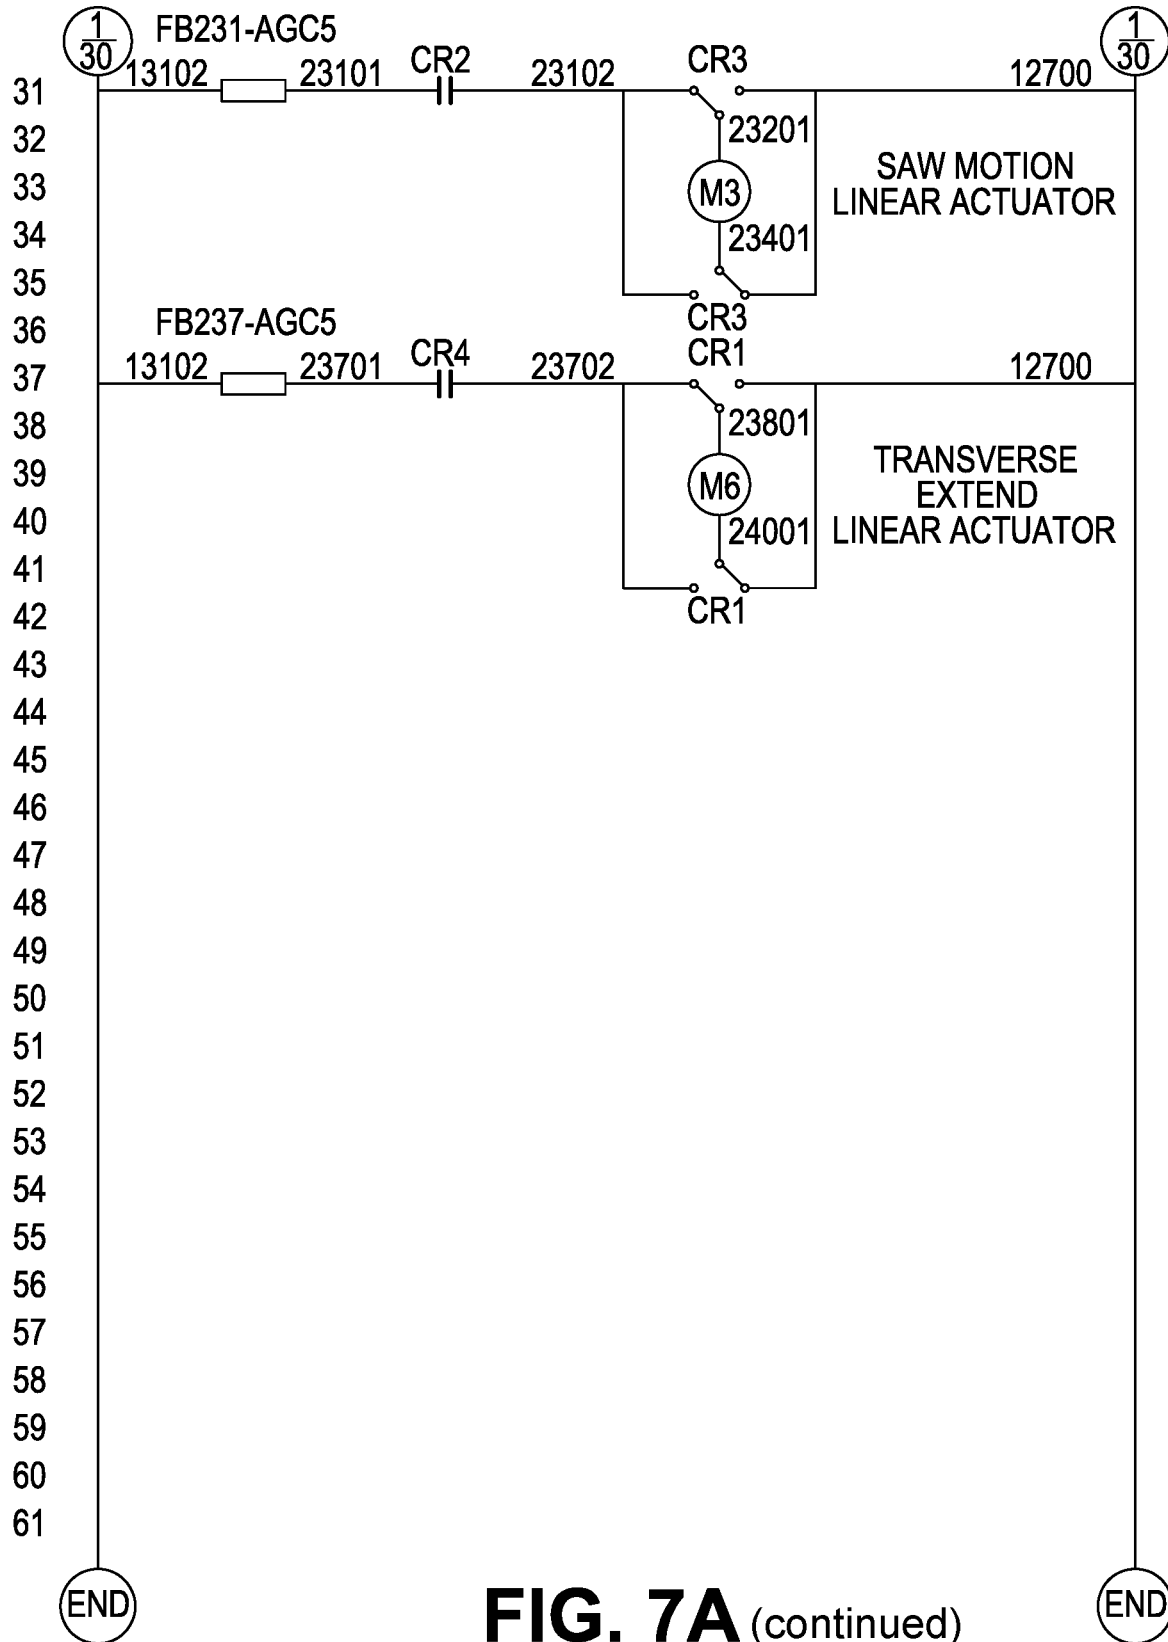 1
30
FB231-AGC5
1
30
31 13102 23101 CR2 23102 CR3 12700
32 23201
33 M3 SAW MOTION
LINEAR ACTUATOR
34 23401
35
CR3
36 FB237-AGC5
CR1
37 13102 23701 CR4 23702 12700
38 23801
39 M6 TRANSVERSE
EXTEND
40 24001 LINEAR ACTUATOR
41
42 CR1
43
44
45
46
47
48
49
50
51
52
53
54
55
56
57
58
59
60
61
END END
FIG. 7A (continued)